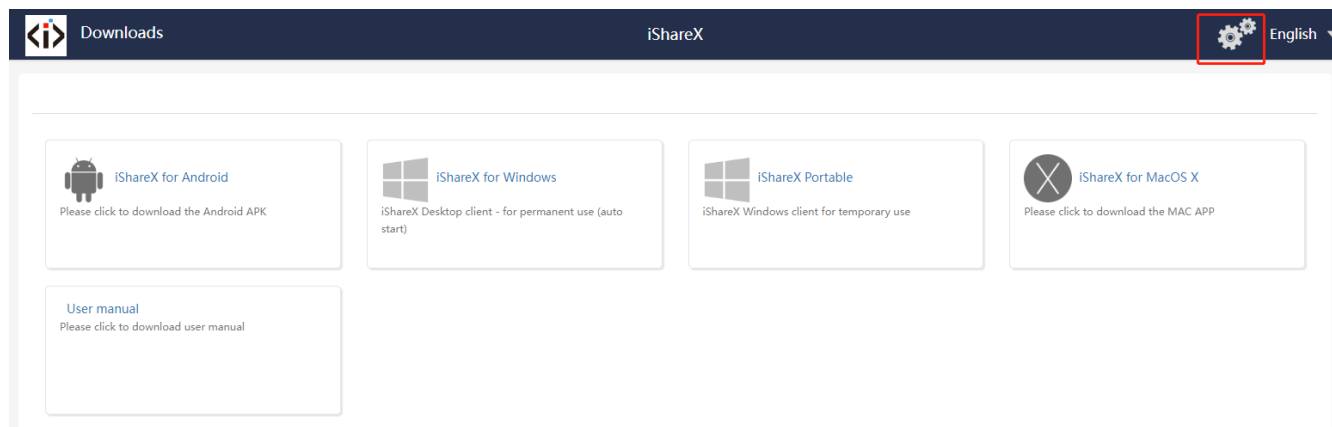 <i> Downloads
iShareX
English
iShareX for Android
Please click to download the Android APK
iShareX for Windows
iShareX Desktop client - for permanent use (auto
start)
iShareX Portable
iShareX Windows client for temporary use
iShareX for MacOS X
Please click to download the MAC APP
User manual
Please click to download user manual